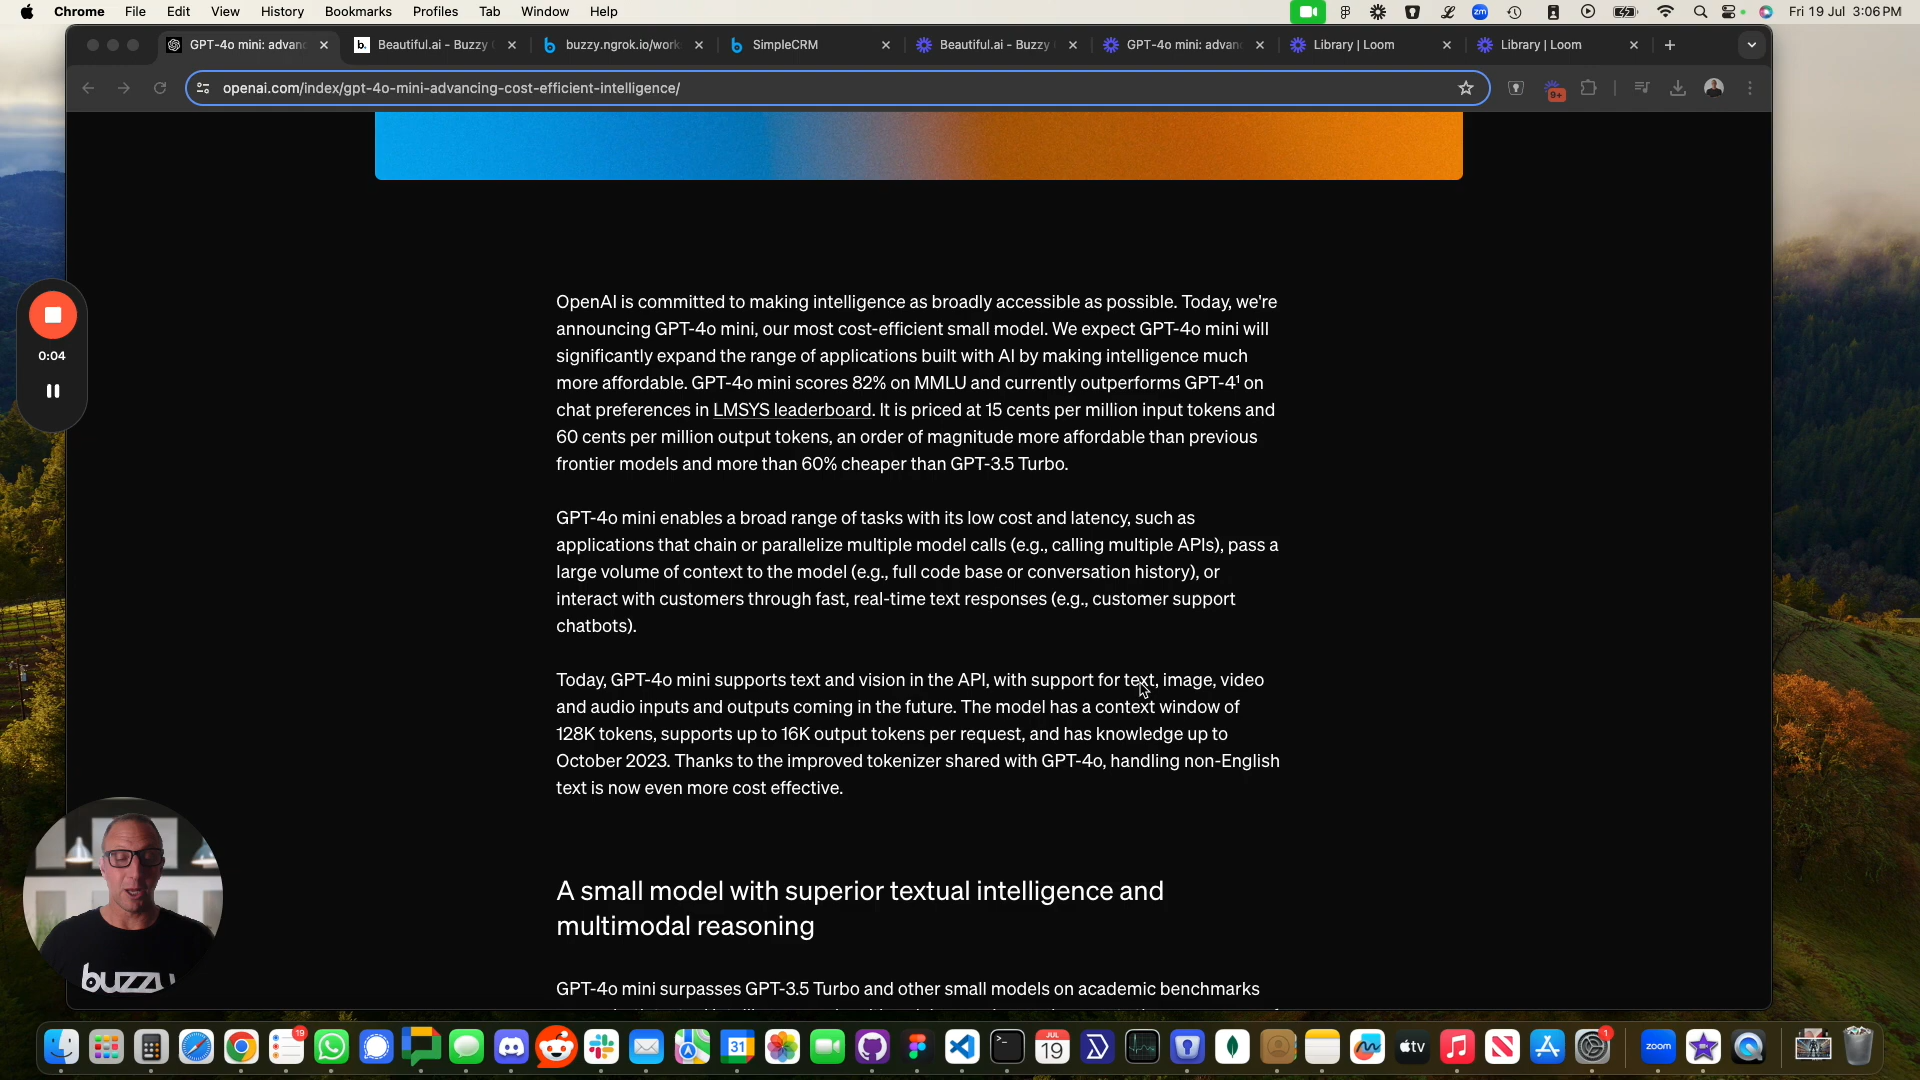 Chrome File Edit View History Bookmarks Profiles Tab Window Help
zm
Fri 19 Jul 3:06 PM
GPT-4o mini: advanc
b. Beautiful.ai - Buzzy
buzzy.ngrok.io/work
SimpleCRM
Beautiful.ai - Buzzy
GPT-4o mini: advan
Library | Loom
Library | Loom
openai.com/index/gpt-4o-mini-advancing-cost-efficient-intelligence/
9+
OpenAI is committed to making intelligence as broadly accessible as possible. Today, we're
announcing GPT-4o mini, our most cost-efficient small model. We expect GPT-4o mini will
significantly expand the range of applications built with AI by making intelligence much
more affordable. GPT-4o mini scores 82% on MMLU and currently outperforms GPT-4¹ on
chat preferences in LMSYS leaderboard. It is priced at 15 cents per million input tokens and
60 cents per million output tokens, an order of magnitude more affordable than previous
frontier models and more than 60% cheaper than GPT-3.5 Turbo.
0:04
GPT-4o mini enables a broad range of tasks with its low cost and latency, such as
applications that chain or parallelize multiple model calls (e.g., calling multiple APIs), pass a
large volume of context to the model (e.g., full code base or conversation history), or
interact with customers through fast, real-time text responses (e.g., customer support
chatbots).
Today, GPT-4o mini supports text and vision in the API, with support for text, image, video
and audio inputs and outputs coming in the future. The model has a context window of
128K tokens, supports up to 16K output tokens per request, and has knowledge up to
October 2023. Thanks to the improved tokenizer shared with GPT-4o, handling non-English
text is now even more cost effective.
A small model with superior textual intelligence and
multimodal reasoning
buzzy
GPT-4o mini surpasses GPT-3.5 Turbo and other small models on academic benchmarks
19
31
JUL
19
tv
1
zoom